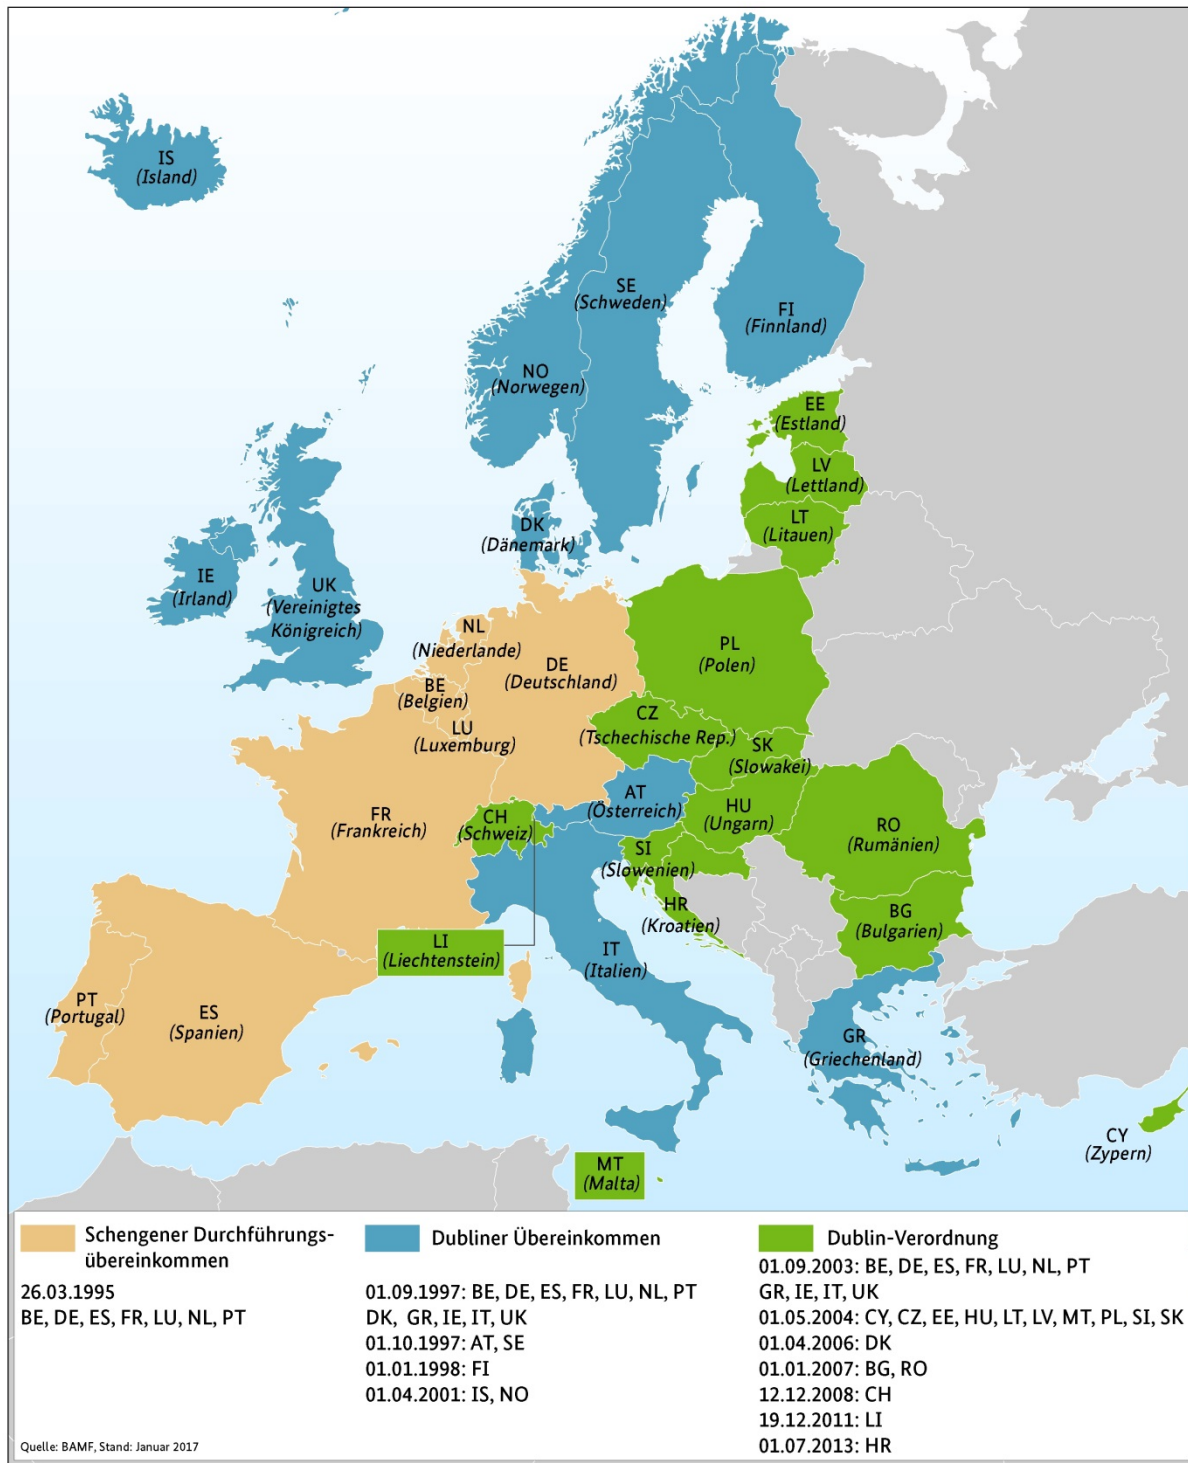 IS
(Island)
SE
(Schweden)
FI
(Finnland)
NO
(Norwegen)
EE
(Estland)
LV
(Lettland)
LT
(Litauen)
DK
(Dänemark)
IE
(Irland)
UK
(Vereinigtes
Königreich)
NL
(Niederlande)
DE
(Deutschland)
PL
(Polen)
BE
(Belgien)
LU
(Luxemburg)
CZ
(Tschechische Rep.)
SK
(Slowakei)
AT
(Österreich)
HU
(Ungarn)
FR
(Frankreich)
CH
(Schweiz)
RO
(Rumänien)
SI
(Slowenien)
HR
(Kroatien)
BG
(Bulgarien)
LI
(Liechtenstein)
IT
(Italien)
PT
(Portugal)
ES
(Spanien)
GR
(Griechenland)
CY
(Zypern)
MT
(Malta)
Schengener Durchführungs-
übereinkommen
26.03.1995
BE, DE, ES, FR, LU, NL, PT
Dubliner Übereinkommen
01.09.1997: BE, DE, ES, FR, LU, NL, PT
DK, GR, IE, IT, UK
01.10.1997: AT, SE
01.01.1998: FI
01.04.2001: IS, NO
Dublin-Verordnung
01.09.2003: BE, DE, ES, FR, LU, NL, PT
GR, IE, IT, UK
01.05.2004: CY, CZ, EE, HU, LT, LV, MT, PL, SI, SK
01.04.2006: DK
01.01.2007: BG, RO
12.12.2008: CH
19.12.2011: LI
01.07.2013: HR
Quelle: BAMF, Stand: Januar 2017